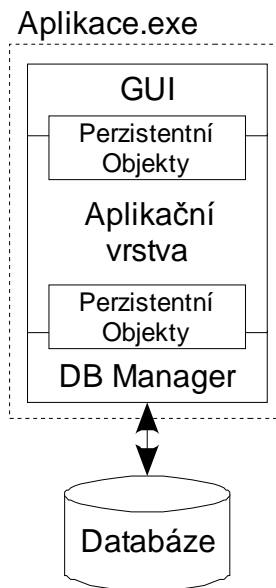 Aplikace.exe
GUI
Perzistentní
Objekty
Aplikační
vrstva
Perzistentní
Objekty
DB Manager
Databáze